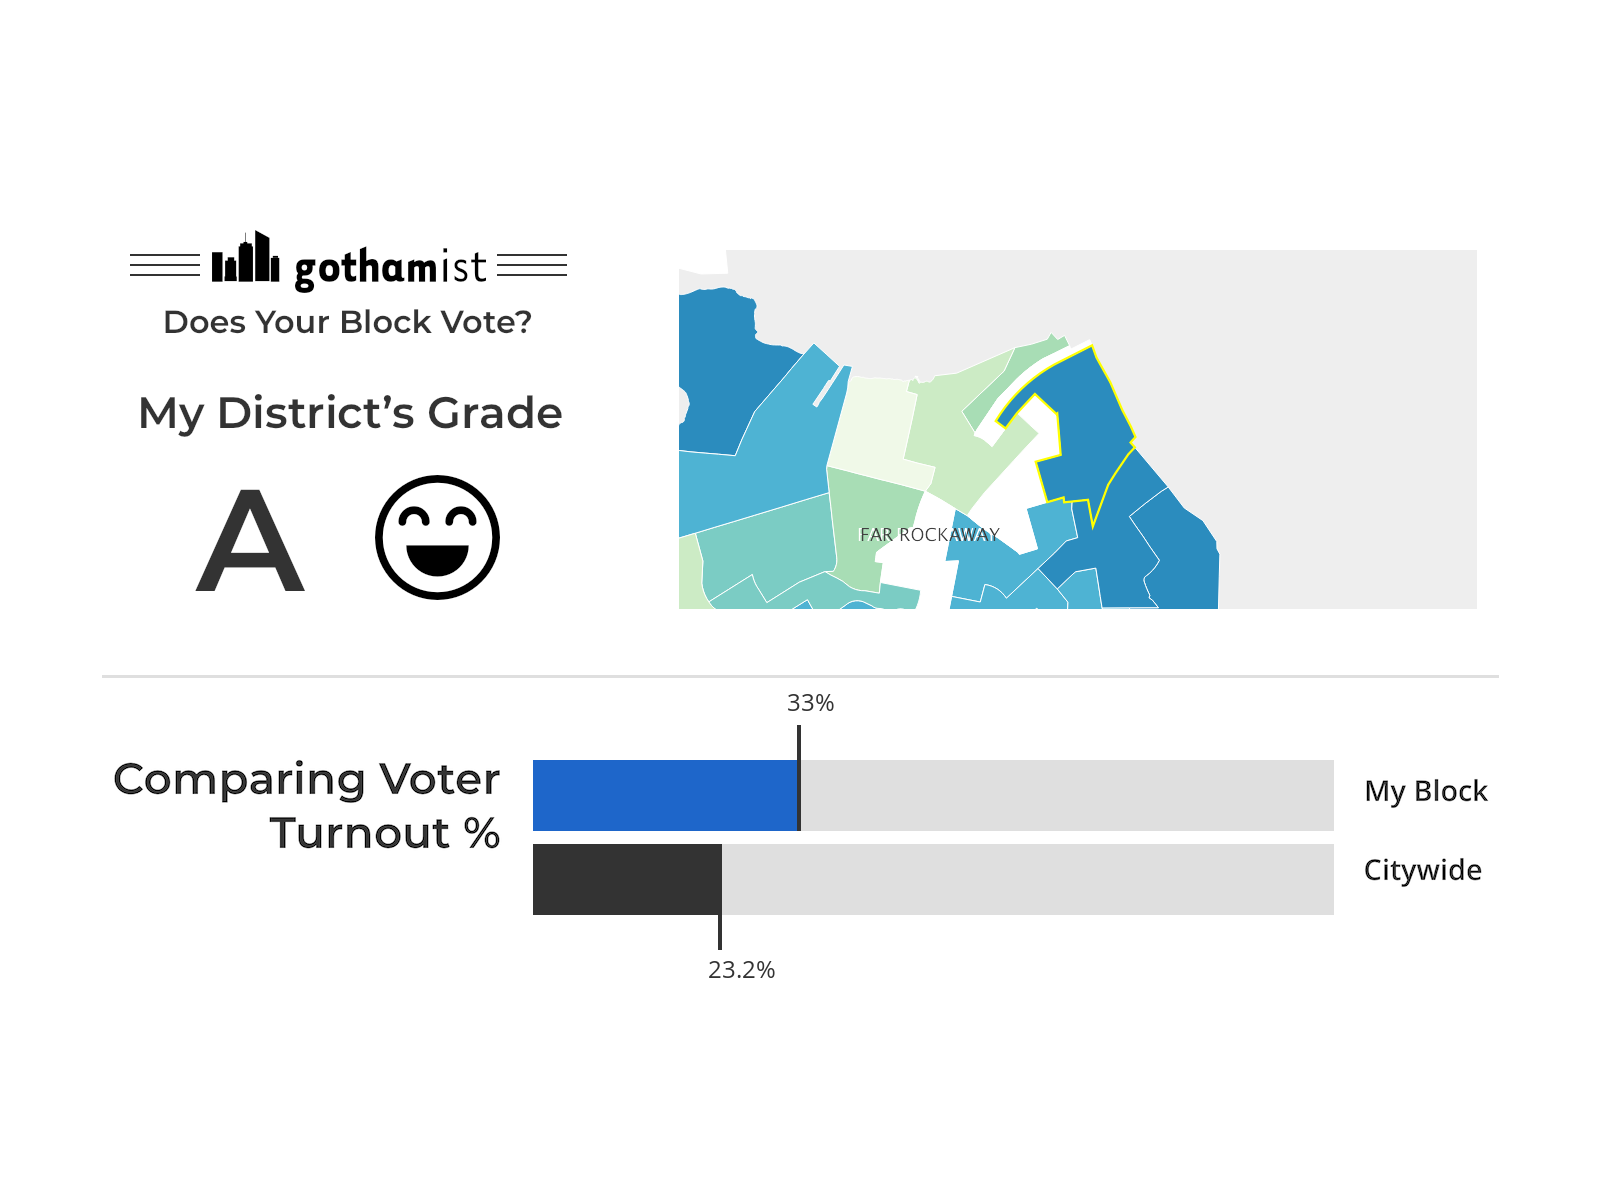 gothamist
Does Your Block Vote?
My District's Grade
A
FAR ROCKAWAY
33%
Comparing Voter
Turnout %
My Block
Citywide
23.2%